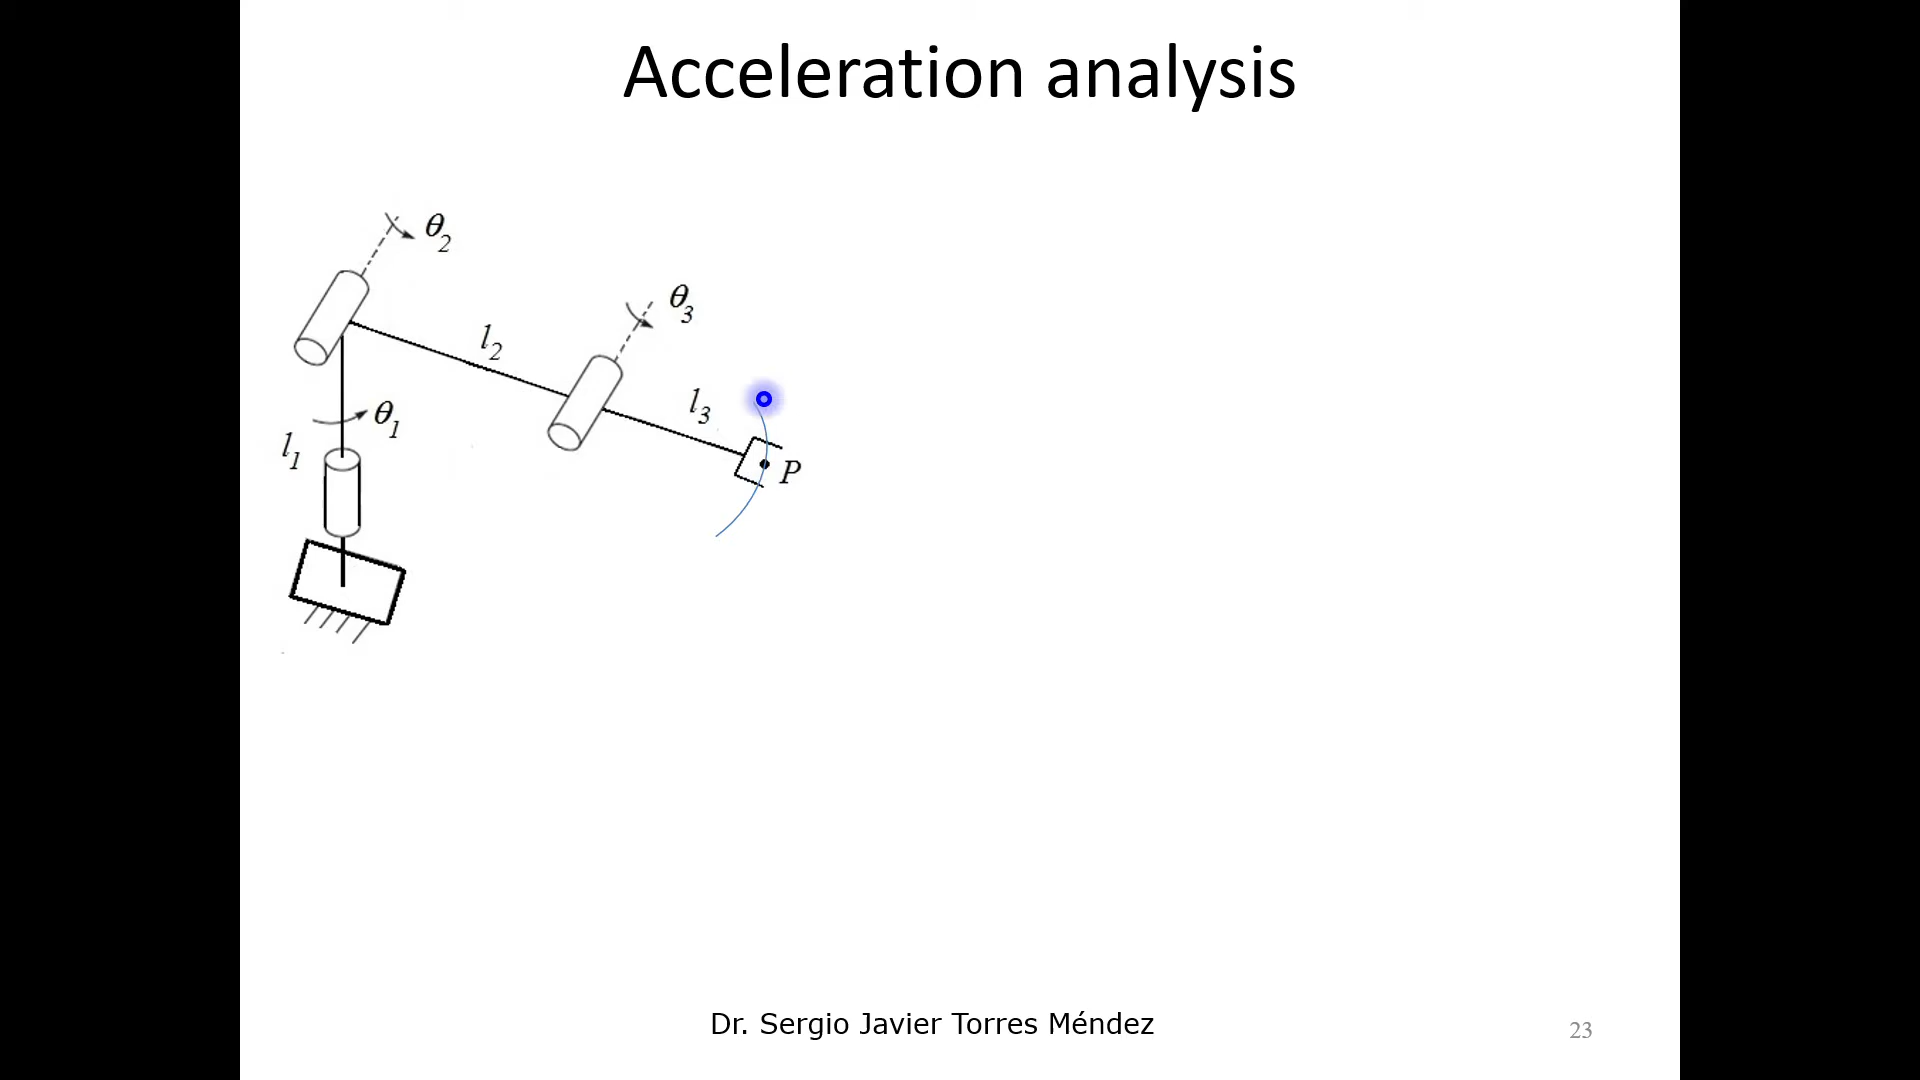 Acceleration analysis
θ2
θ3
l2
l3
θ1
l1
P
Dr. Sergio Javier Torres Méndez
23